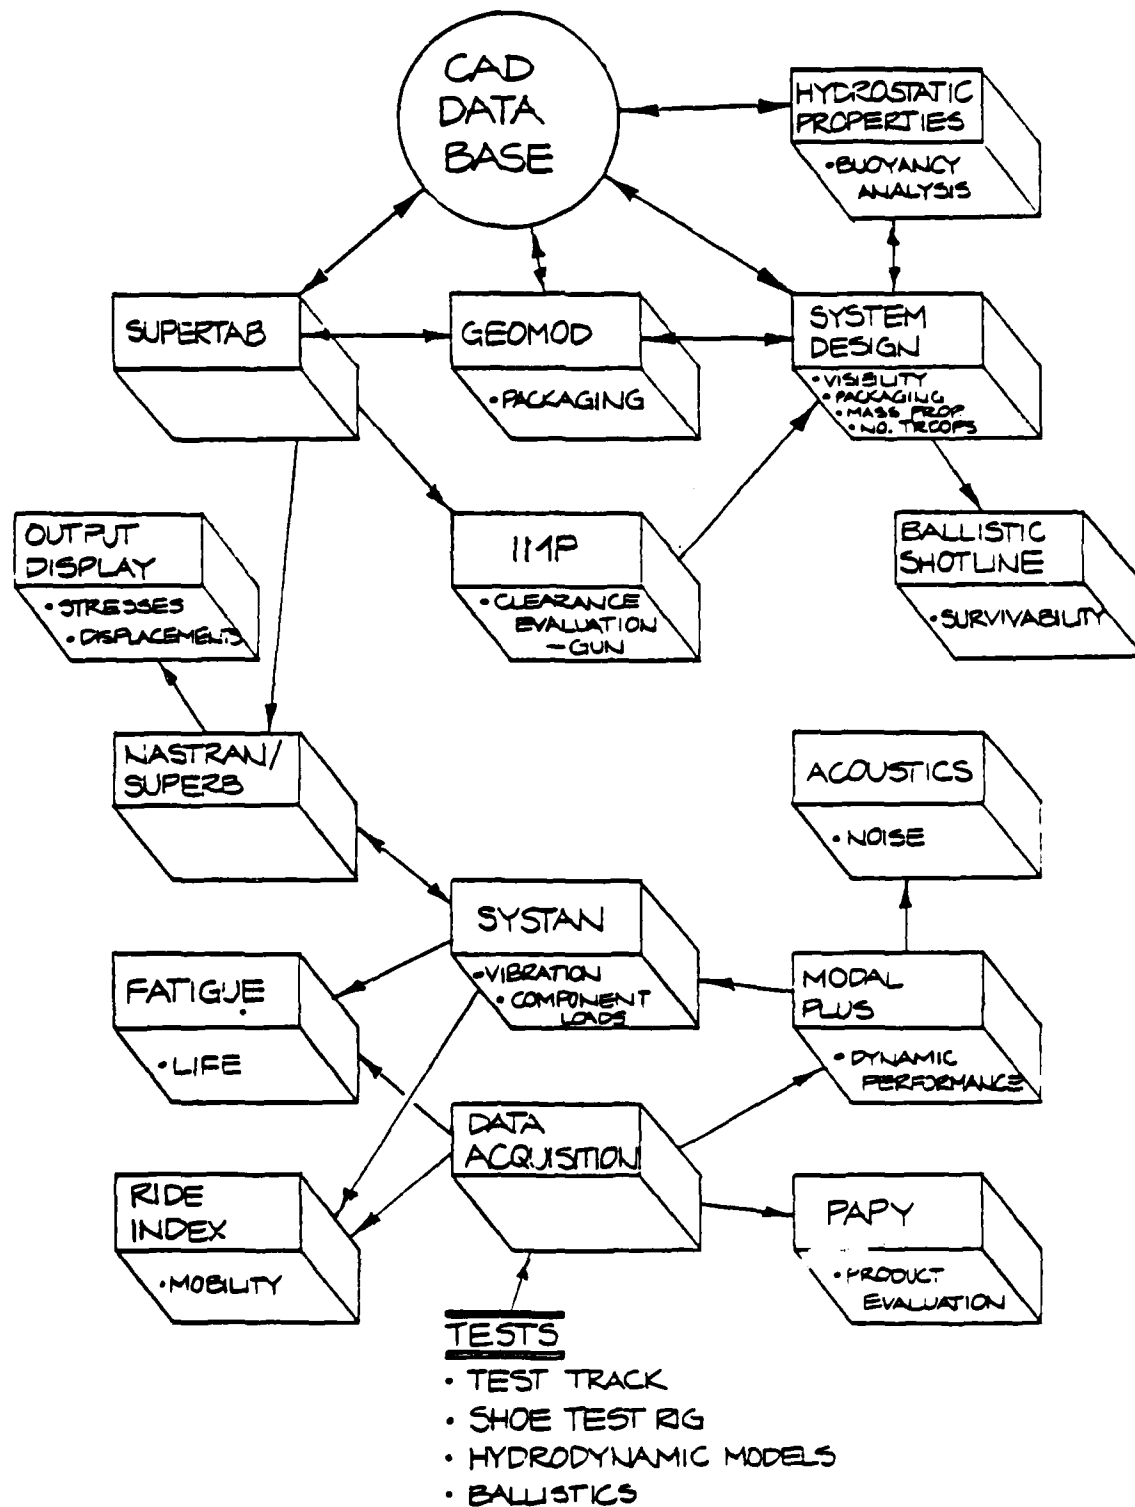 CAD
DATA
BASE
HYDROSTATIC
PROPERTIES
• BUOYANCY
ANALYSIS
SUPERTAB
GEOMOD
• PACKAGING
SYSTEM
DESIGN
• VISIBILITY
• PACKAGING
• MASS PROP.
• NO. TROOPS
OUTPUT
DISPLAY
• STRESSES
• DISPLACEMENTS
IMP
• CLEARANCE
EVALUATION
— GUN
BALLISTIC
SHOTLINE
• SURVIVABILITY
NASTRAN/
SUPERB
ACOUSTICS
• NOISE
SYSTAN
• VIBRATION
• COMPONENT
LOADS
FATIGUE
• LIFE
MODAL
PLUS
• DYNAMIC
PERFORMANCE
DATA
ACQUISITION
RIDE
INDEX
• MOBILITY
PAPY
• PRODUCT
EVALUATION
TESTS
• TEST TRACK
• SHOE TEST RIG
• HYDRODYNAMIC MODELS
• BALLISTICS